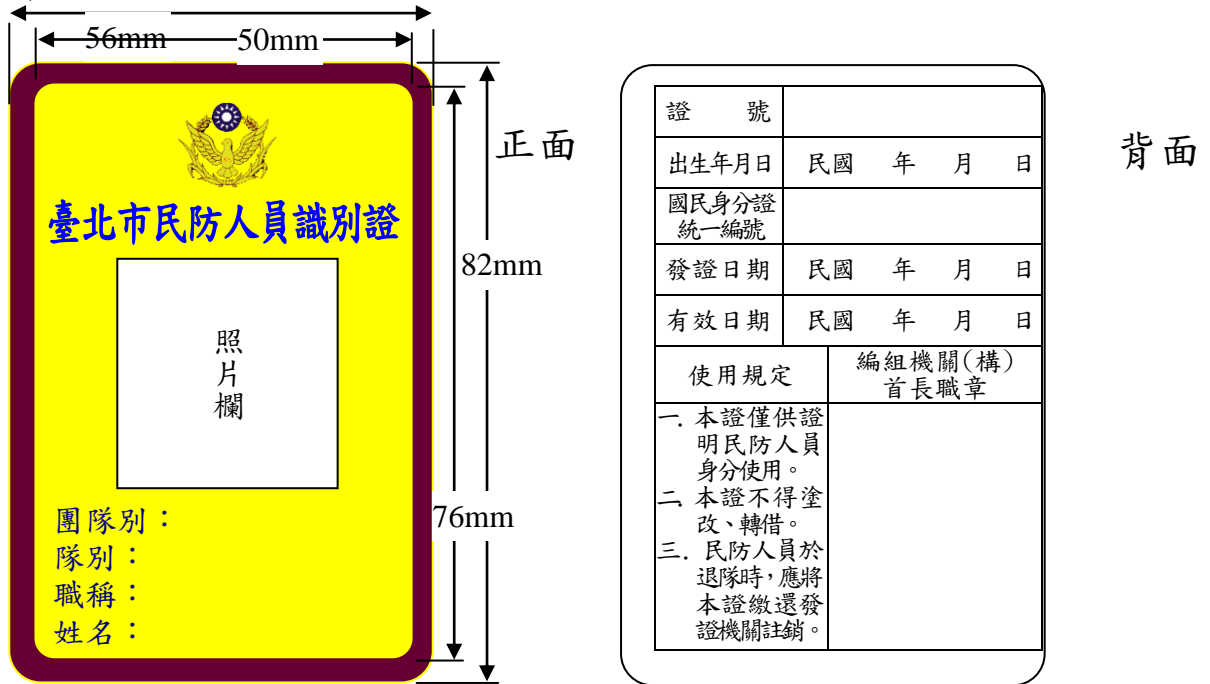 56mm 50mm
正面
臺北市民防人員識別證
82mm
照
片
欄
76mm
團隊別：
隊別：
職稱：
姓名：
背面
證 號
出生年月日 民國 年 月 日
國民身分證
統一編號
發證日期 民國 年 月 日
有效日期 民國 年 月 日
使用規定
編組機關(構)
首長職章
一. 本證僅供證
明民防人員
身分使用。
二. 本證不得塗
改、轉借。
三. 民防人員於
退隊時，應將
本證繳還發
證機關註銷。